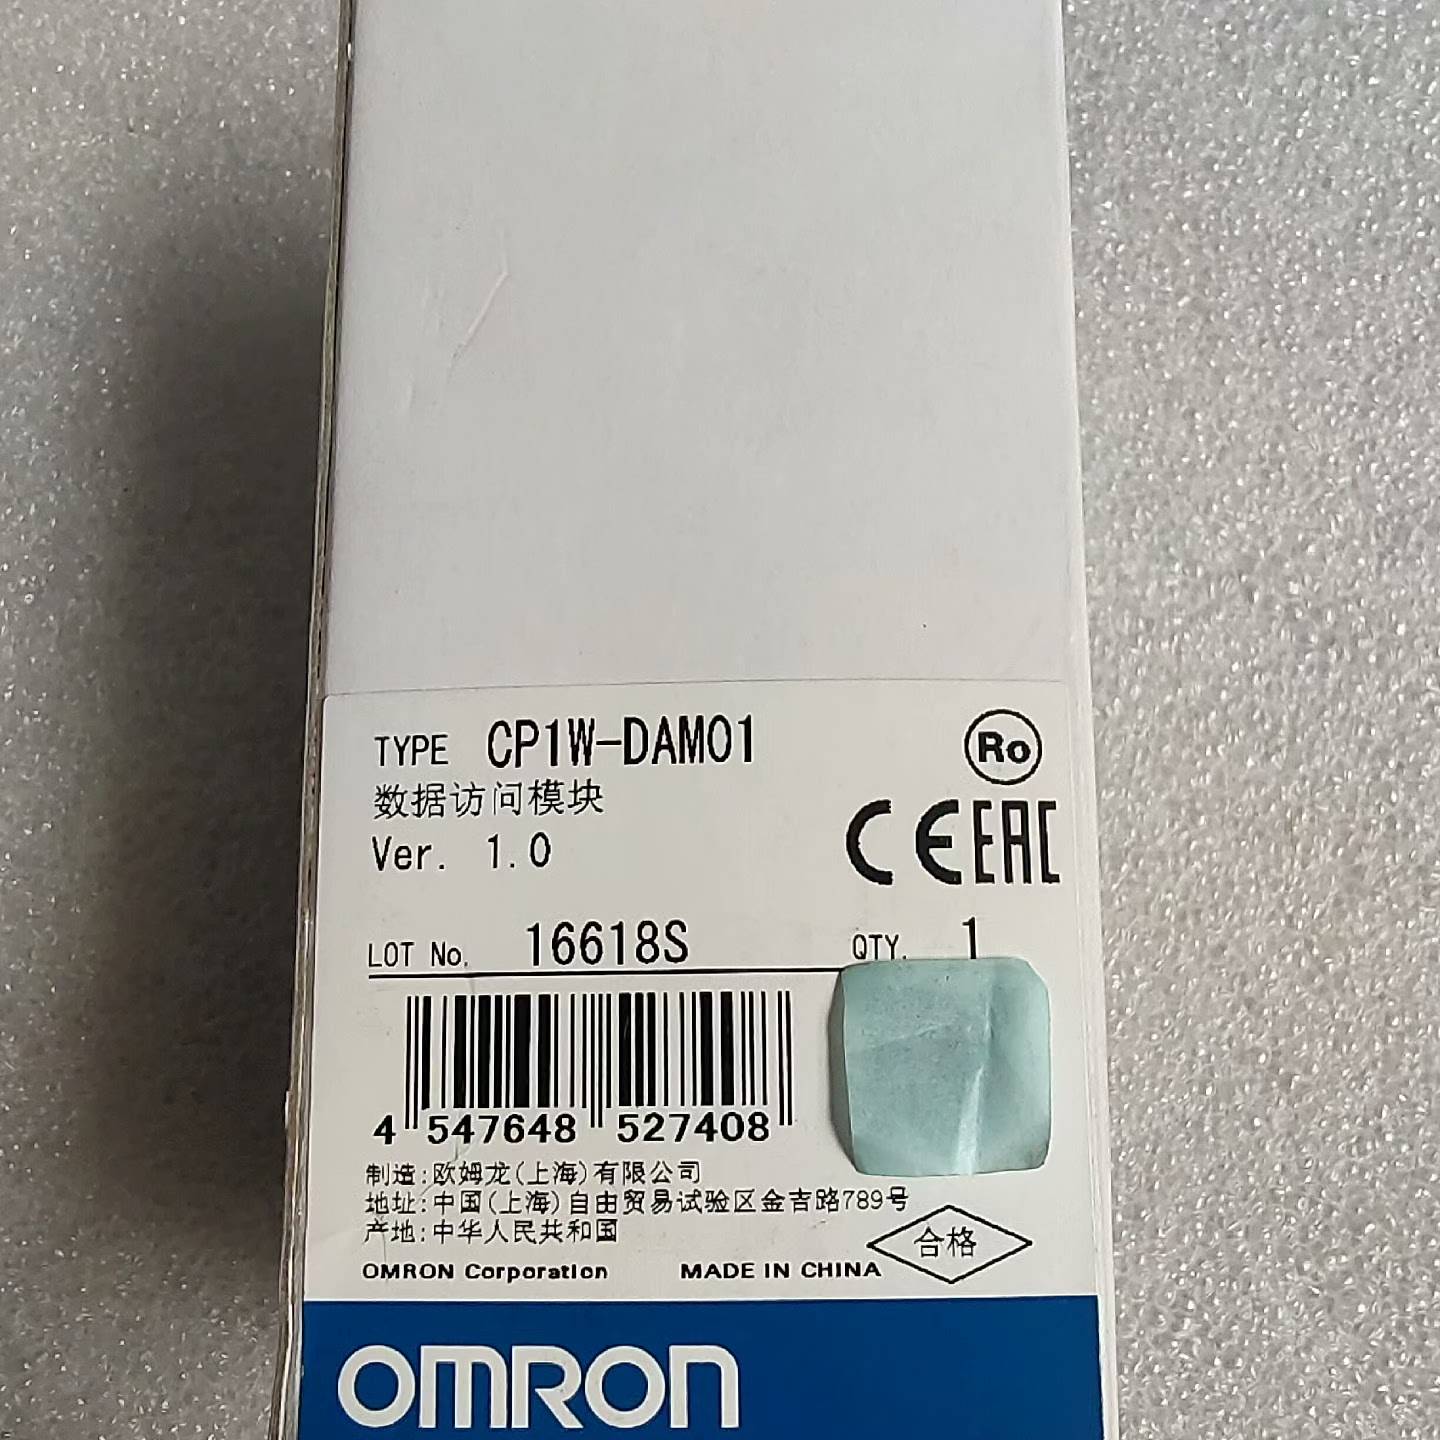 TYPE CP1W-DAM01
Ro
数据访问模块
CE EAC
Ver. 1.0
LOT No. 16618S QTY. 1
4 547648 527408
制造:欧姆龙(上海)有限公司
地址:中国(上海)自由贸易试验区金吉路789号
产地:中华人民共和国
合格
OMRON Corporation MADE IN CHINA
OMRON